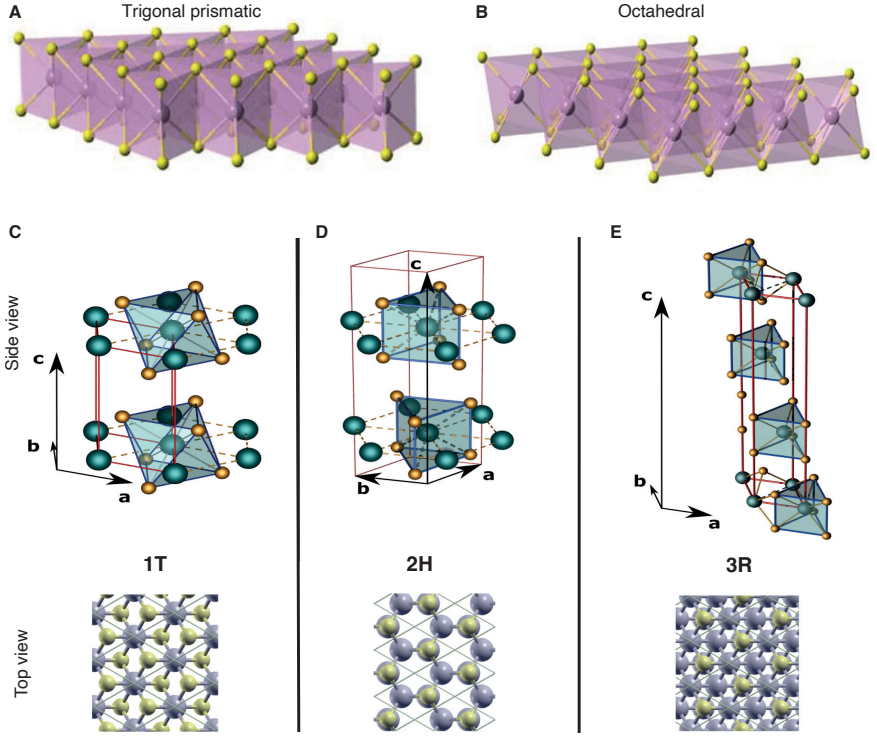 A Trigonal prismatic
B Octahedral
C
D
E
Side view
c
b
a
c
b
a
c
b
a
1T
2H
3R
Top view